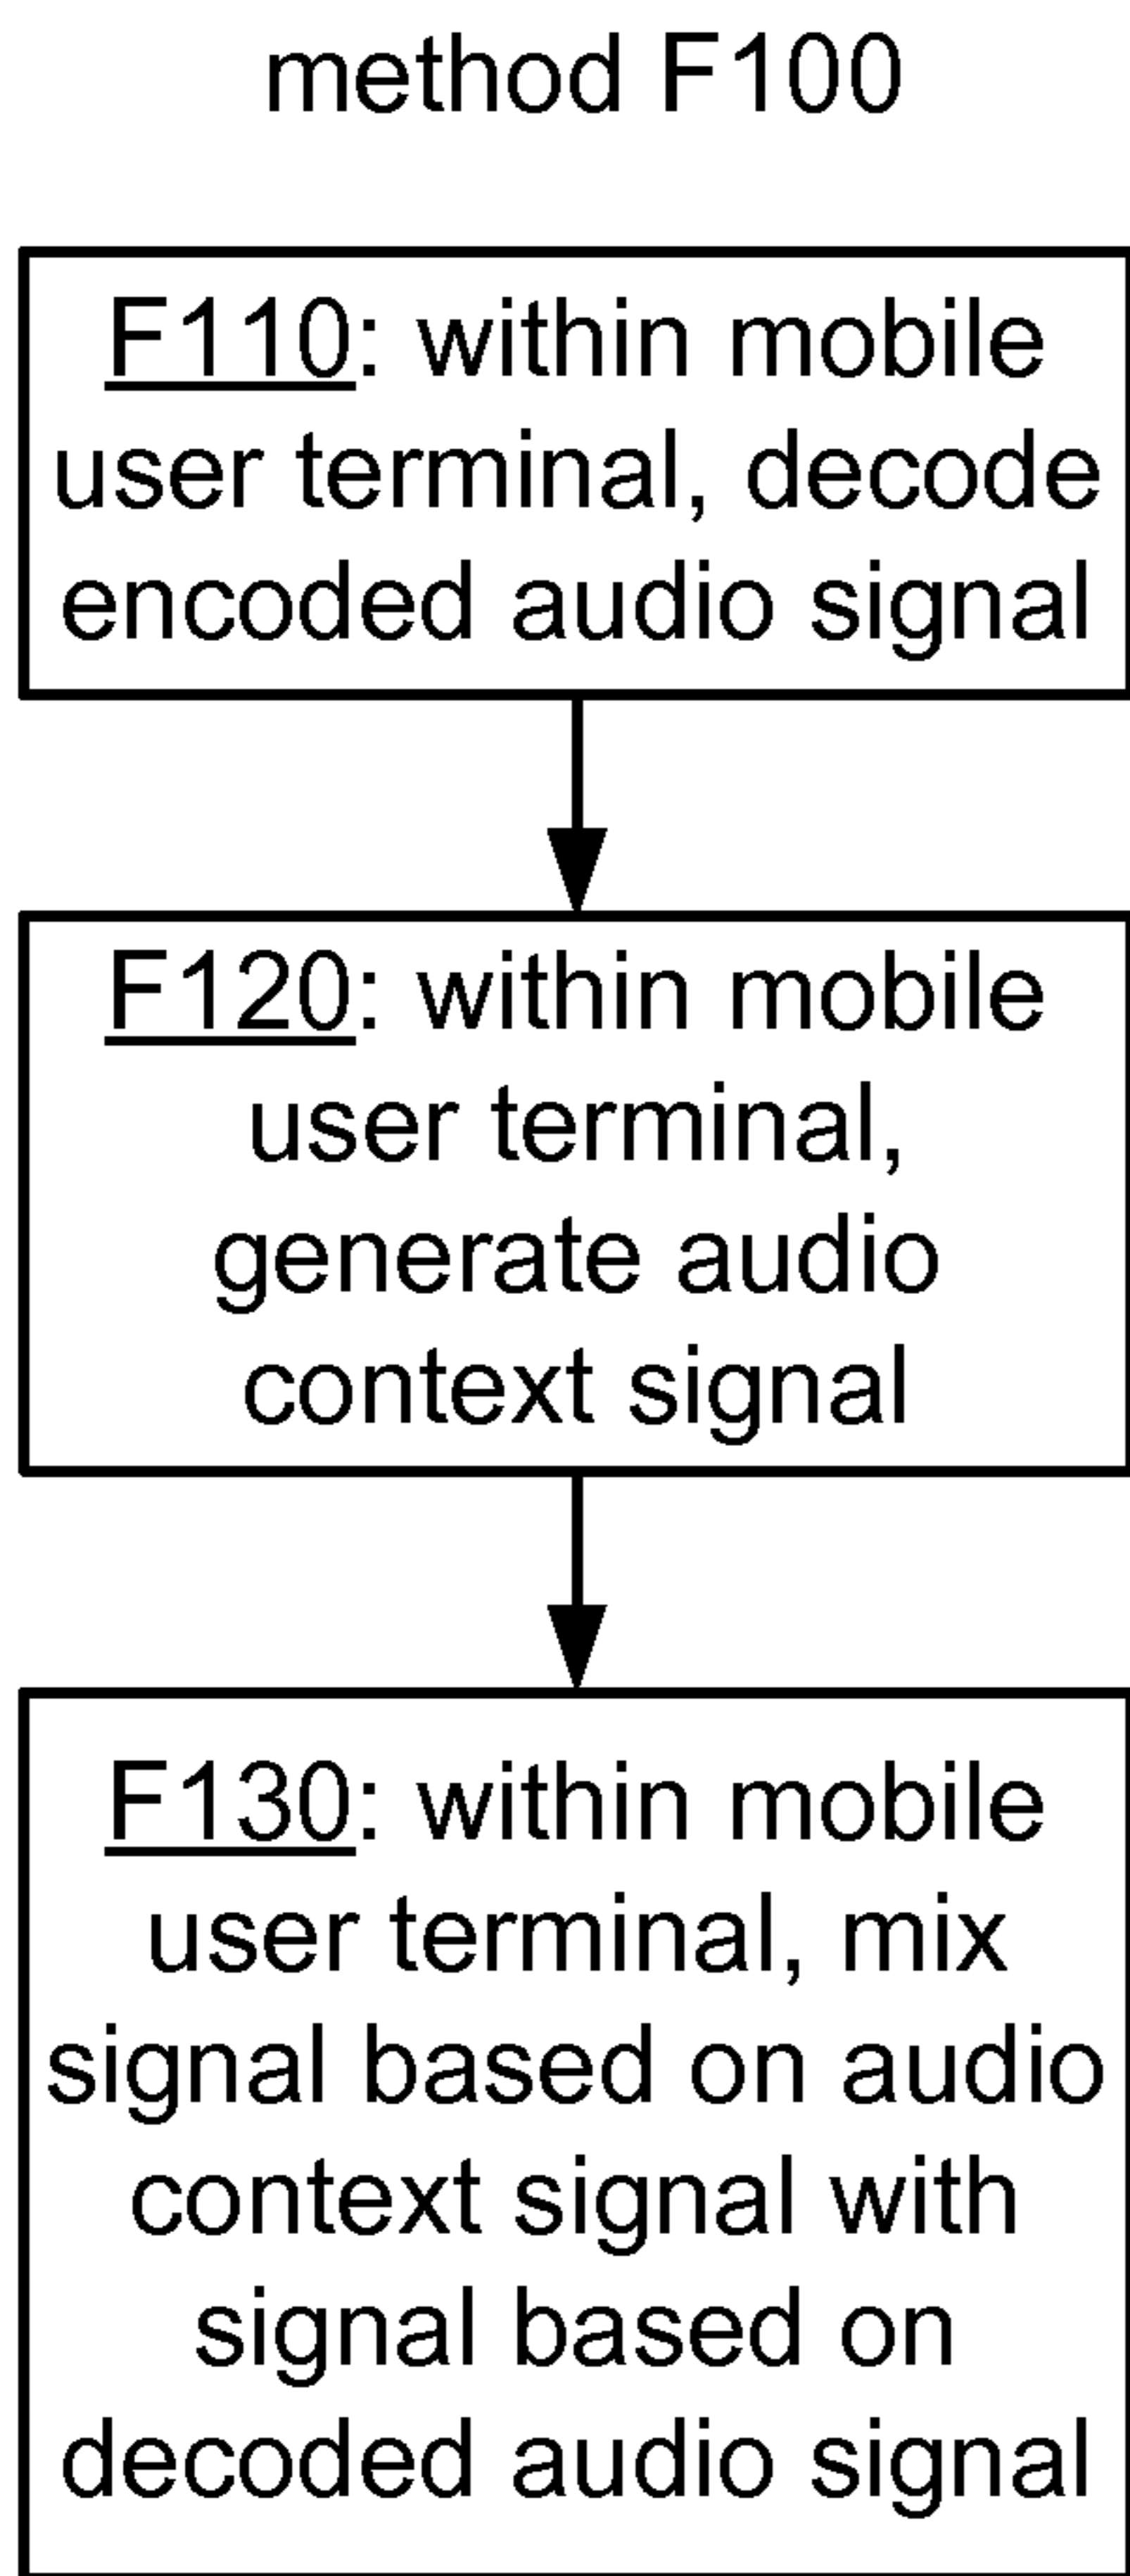 method F100
F110: within mobile
user terminal, decode
encoded audio signal
F120: within mobile
user terminal,
generate audio
context signal
F130: within mobile
user terminal, mix
signal based on audio
context signal with
signal based on
decoded audio signal